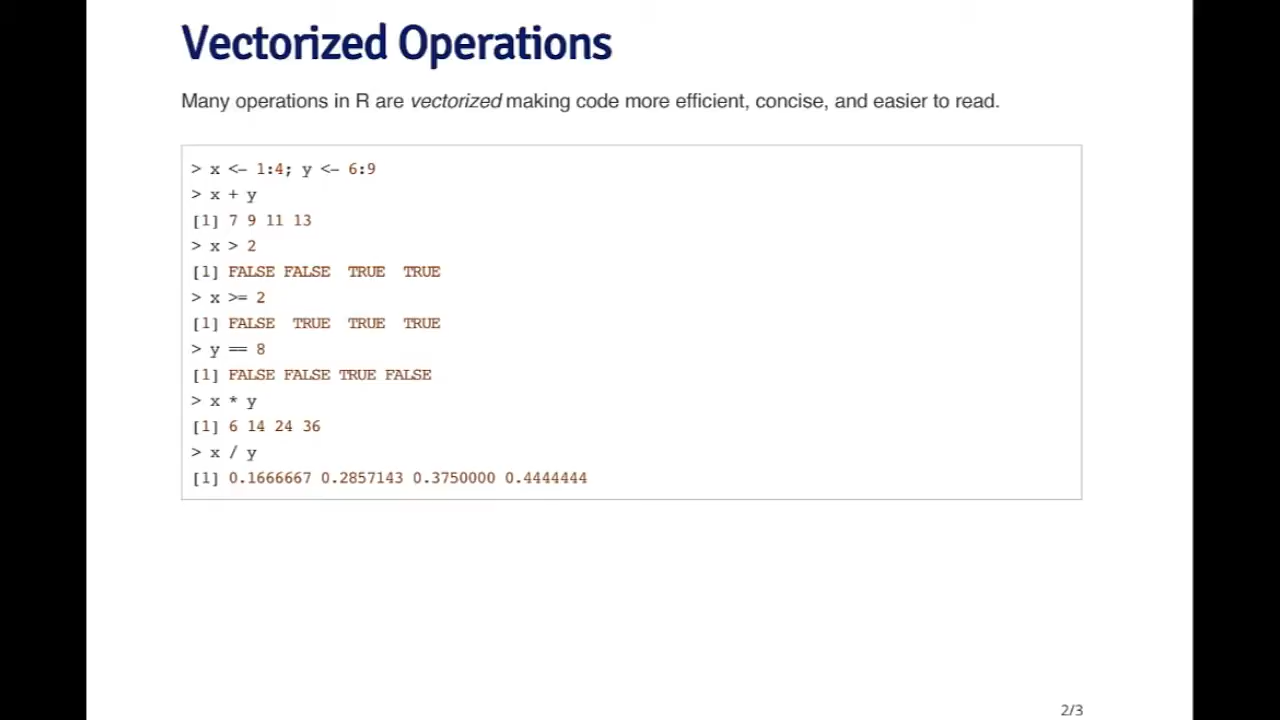 Vectorized Operations
Many operations in R are vectorized making code more efficient, concise, and easier to read.
> x <- 1:4; y <- 6:9
> x + y
[1] 7 9 11 13
> x > 2
[1] FALSE FALSE  TRUE  TRUE
> x >= 2
[1] FALSE  TRUE  TRUE  TRUE
> y == 8
[1] FALSE FALSE TRUE FALSE
> x * y
[1] 6 14 24 36
> x / y
[1] 0.1666667 0.2857143 0.3750000 0.4444444
2/3